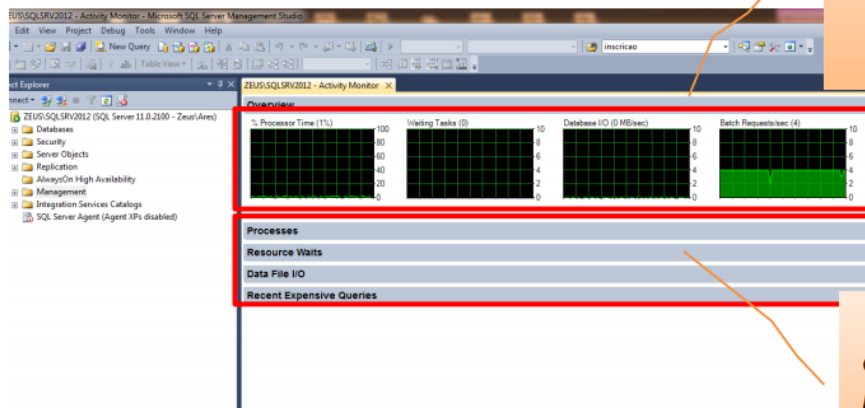 EUS\SQLSRV2012 - Activity Monitor - Microsoft SQL Server Management Studio
Edit View Project Debug Tools Window Help
New Query
inscricao
Table View
ect Explorer
nnect
ZEUS\SQLSRV2012 (SQL Server 11.0.2100 - Zeus\Ares)
Databases
Security
Server Objects
Replication
AlwaysOn High Availability
Management
Integration Services Catalogs
SQL Server Agent (Agent XPs disabled)
ZEUS\SQLSRV2012 - Activity Monitor
Overview
% Processor Time (1%)
100
80
60
40
20
0
Waiting Tasks (0)
10
8
6
4
2
0
Database I/O (0 MB/sec)
10
8
6
4
2
0
Batch Requests/sec (4)
10
8
6
4
2
0
Processes
Resource Waits
Data File I/O
Recent Expensive Queries